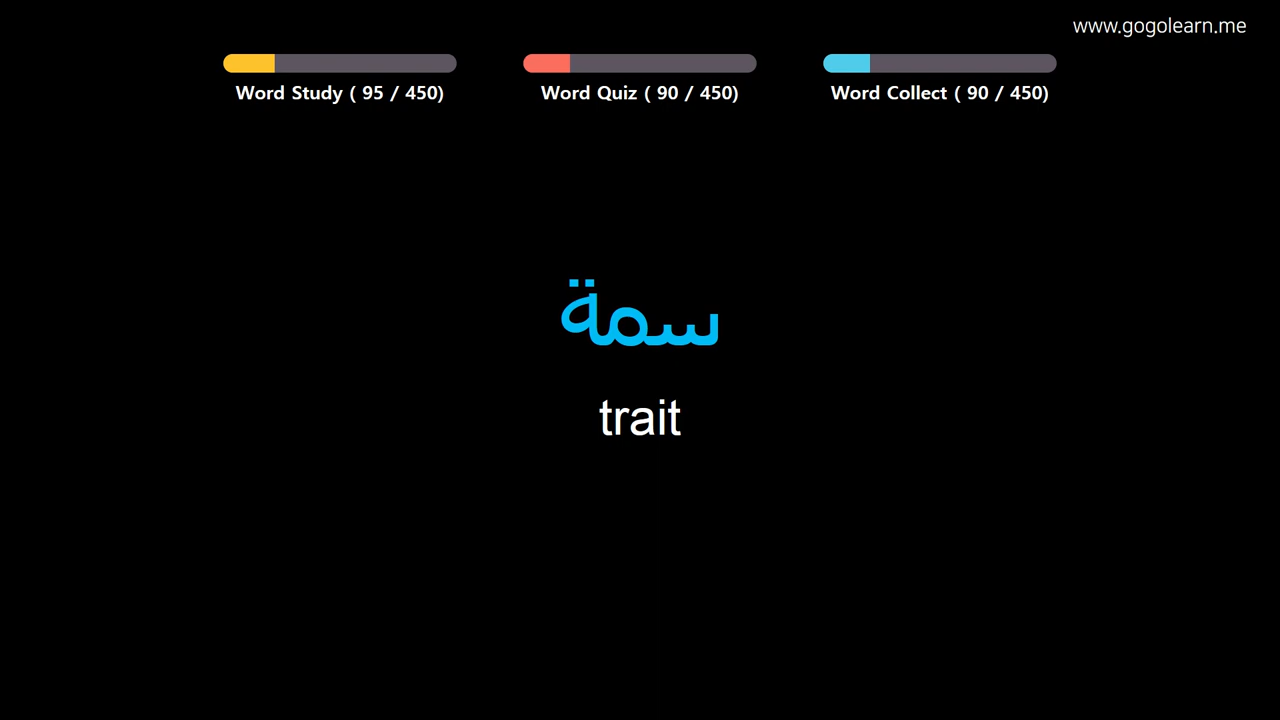 www.gogolearn.me
Word Study ( 95 / 450)
Word Quiz ( 90 / 450)
Word Collect ( 90 / 450)
سمة
trait